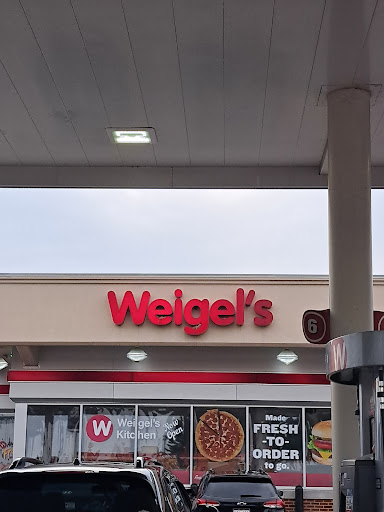 Weigel's
6
W
W
Weigel's
Kitchen
Now
Open
Made
FRESH
-TO-
ORDER
to go.